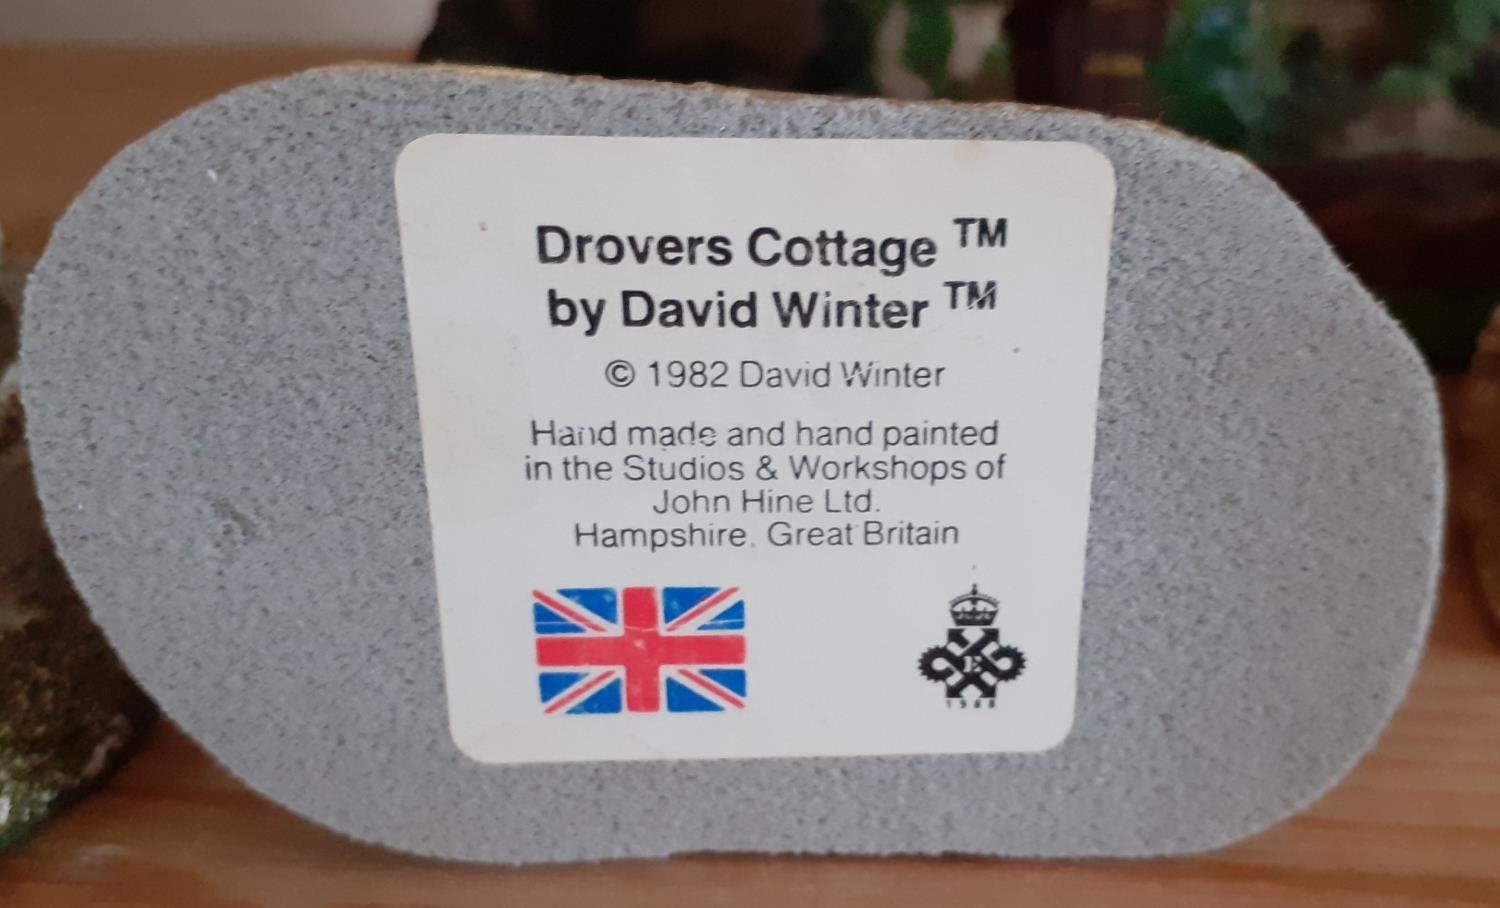 Drovers Cottage ™
by David Winter ™
© 1982 David Winter
Hand made and hand painted
in the Studios & Workshops of
John Hine Ltd.
Hampshire, Great Britain
E
1988